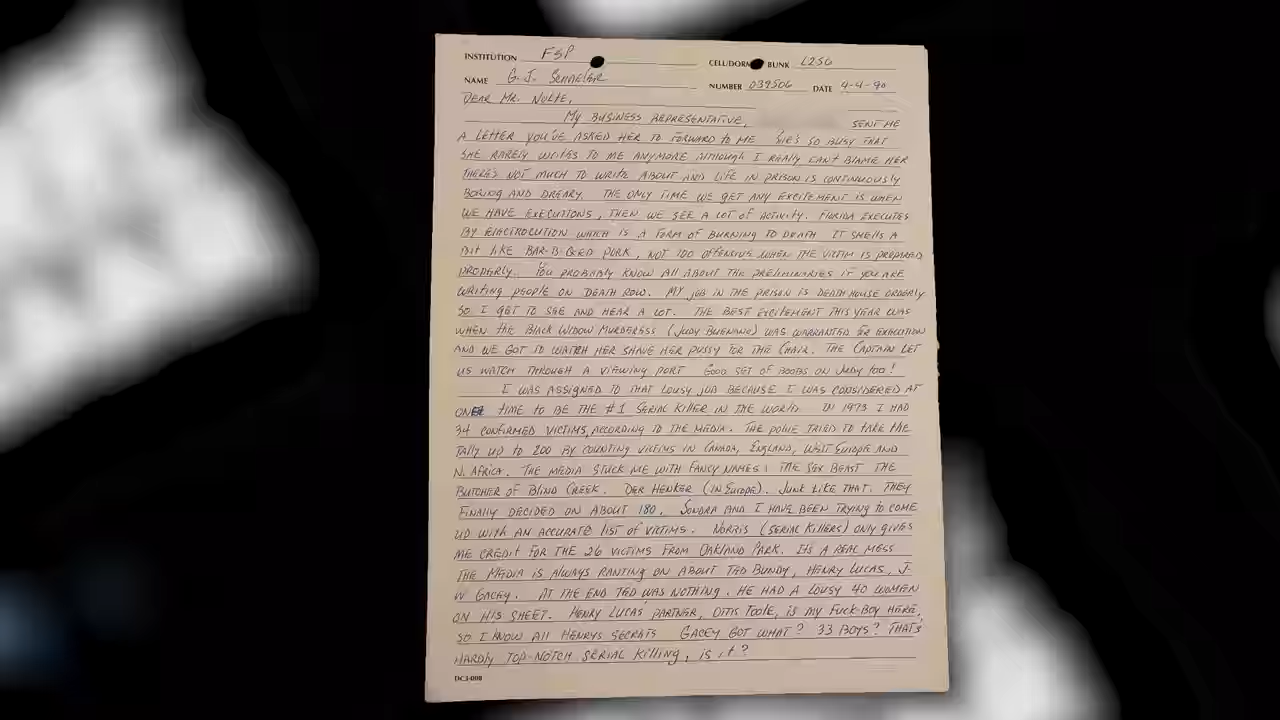 INSTITUTION FSP CELL/DORM BUNK L2S6
NAME G. J. SCHAEFER NUMBER 039506 DATE 4-4-90
DEAR MR. NOLTE,
MY BUSINESS REPRESENTATIVE, SENT ME
A LETTER YOU'VE ASKED HER TO FORWARD TO ME SHE'S SO BUSY THAT
SHE RARELY WRITES TO ME ANYMORE ALTHOUGH I REALLY CAN'T BLAME HER
THERE'S NOT MUCH TO WRITE ABOUT AND LIFE IN PRISON IS CONTINUOUSLY
BORING AND DREARY. THE ONLY TIME WE GET ANY EXCITEMENT IS WHEN
WE HAVE EXECUTIONS, THEN WE SEE A LOT OF ACTIVITY. FLORIDA EXECUTES
BY ELECTROCUTION WHICH IS A FORM OF BURNING TO DEATH IT SMELLS A
BIT LIKE BAR-B-QUED PORK, NOT TOO OFFENSIVE WHEN THE VICTIM IS PREPARED
PROPERLY. YOU PROBABLY KNOW ALL ABOUT THE PRELIMINARIES IF YOU ARE
WRITING PEOPLE ON DEATH ROW. MY JOB IN THE PRISON IS DEATH HOUSE ORDERLY
SO I GET TO SEE AND HEAR A LOT. THE BEST EXCITEMENT THIS YEAR WAS
WHEN THE BLACK WIDOW MURDERESS (JUDY BUENANO) WAS WARRANTED FOR EXECUTION
AND WE GOT TO WATCH HER SHAVE HER PUSSY FOR THE CHAIR. THE CAPTAIN LET
US WATCH THROUGH A VIEWING PORT GOOD SET OF BOOBS ON JUDY TOO!
I WAS ASSIGNED TO THAT LOUSY JOB BECAUSE I WAS CONSIDERED AT
ONE TIME TO BE THE #1 SERIAL KILLER IN THE WORLD. IN 1973 I HAD
34 CONFIRMED VICTIMS, ACCORDING TO THE MEDIA. THE POLICE TRIED TO TAKE THE
TALLY UP TO 200 BY COUNTING VICTIMS IN CANADA, ENGLAND, WEST EUROPE AND
N. AFRICA. THE MEDIA STUCK ME WITH FANCY NAMES: THE SEX BEAST THE
BUTCHER OF BLIND CREEK. DER HENKER (IN EUROPE). JUNK LIKE THAT. THEY
FINALLY DECIDED ON ABOUT 180. SONDRA AND I HAVE BEEN TRYING TO COME
UP WITH AN ACCURATE LIST OF VICTIMS. NORRIS (SERIAL KILLERS) ONLY GIVES
ME CREDIT FOR THE 26 VICTIMS FROM OAKLAND PARK. IT'S A REAL MESS
THE MEDIA IS ALWAYS RANTING ON ABOUT TED BUNDY, HENRY LUCAS, J.
W GACEY. AT THE END TED WAS NOTHING. HE HAD A LOUSY 40 WOMEN
ON HIS SHEET. HENRY LUCAS' PARTNER, OTTIS TOOLE, IS MY FUCK-BOY HERE,
SO I KNOW ALL HENRYS SECRATS GACEY GOT WHAT? 33 BOYS? THAT'S
HARDLY TOP-NOTCH SERIAL KILLING, IS IT?
DC3-008